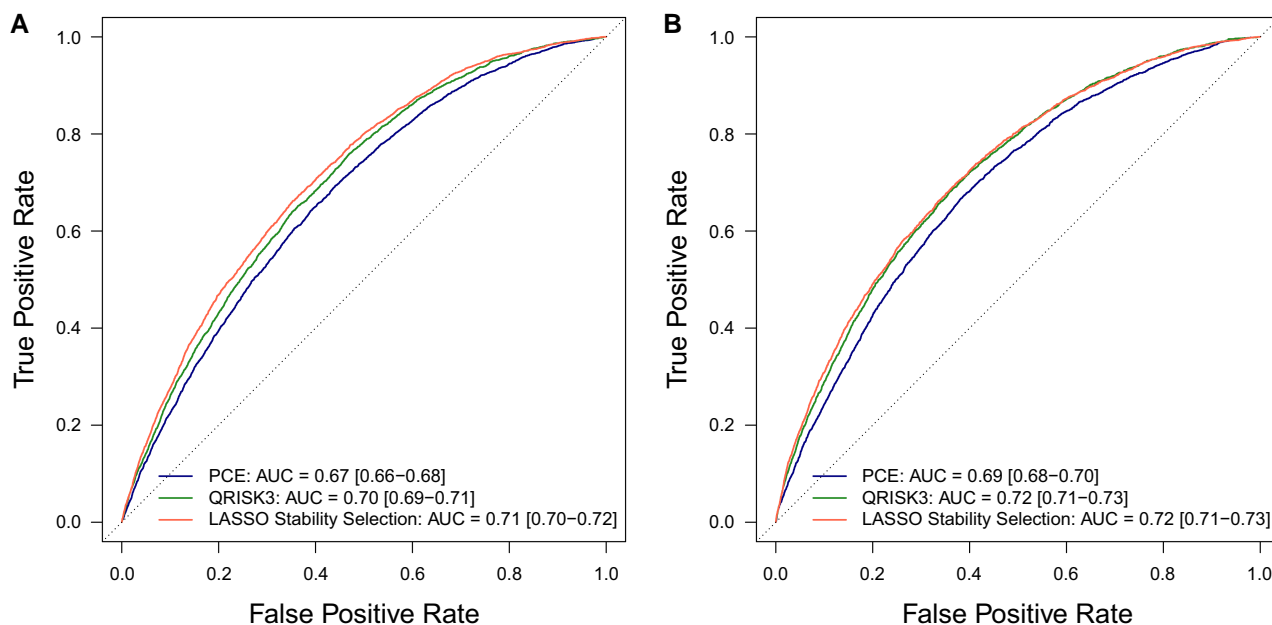 A
True Positive Rate
1.0
0.8
0.6
0.4
0.2
0.0
PCE: AUC = 0.67 [0.66−0.68]
QRISK3: AUC = 0.70 [0.69−0.71]
LASSO Stability Selection: AUC = 0.71 [0.70−0.72]
0.0 0.2 0.4 0.6 0.8 1.0
False Positive Rate
B
True Positive Rate
1.0
0.8
0.6
0.4
0.2
0.0
PCE: AUC = 0.69 [0.68−0.70]
QRISK3: AUC = 0.72 [0.71−0.73]
LASSO Stability Selection: AUC = 0.72 [0.71−0.73]
0.0 0.2 0.4 0.6 0.8 1.0
False Positive Rate